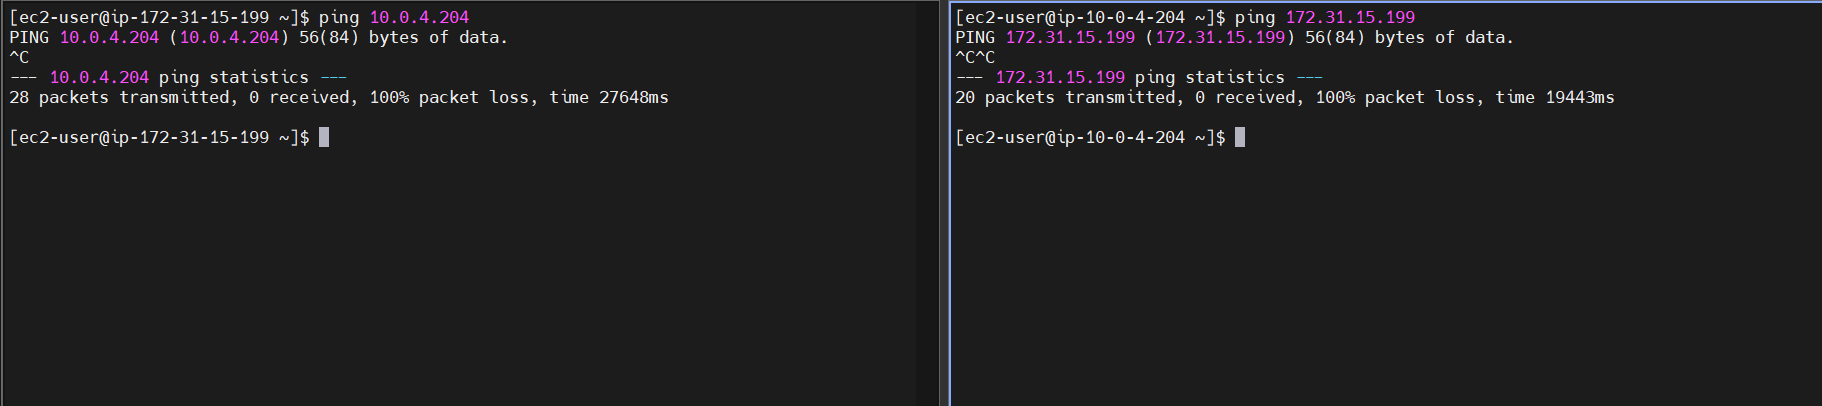 [ec2-user@ip-172-31-15-199 ~]$ ping 10.0.4.204
PING 10.0.4.204 (10.0.4.204) 56(84) bytes of data.
^C
--- 10.0.4.204 ping statistics ---
28 packets transmitted, 0 received, 100% packet loss, time 27648ms
[ec2-user@ip-172-31-15-199 ~]$
[ec2-user@ip-10-0-4-204 ~]$ ping 172.31.15.199
PING 172.31.15.199 (172.31.15.199) 56(84) bytes of data.
^C^C
--- 172.31.15.199 ping statistics ---
20 packets transmitted, 0 received, 100% packet loss, time 19443ms
[ec2-user@ip-10-0-4-204 ~]$